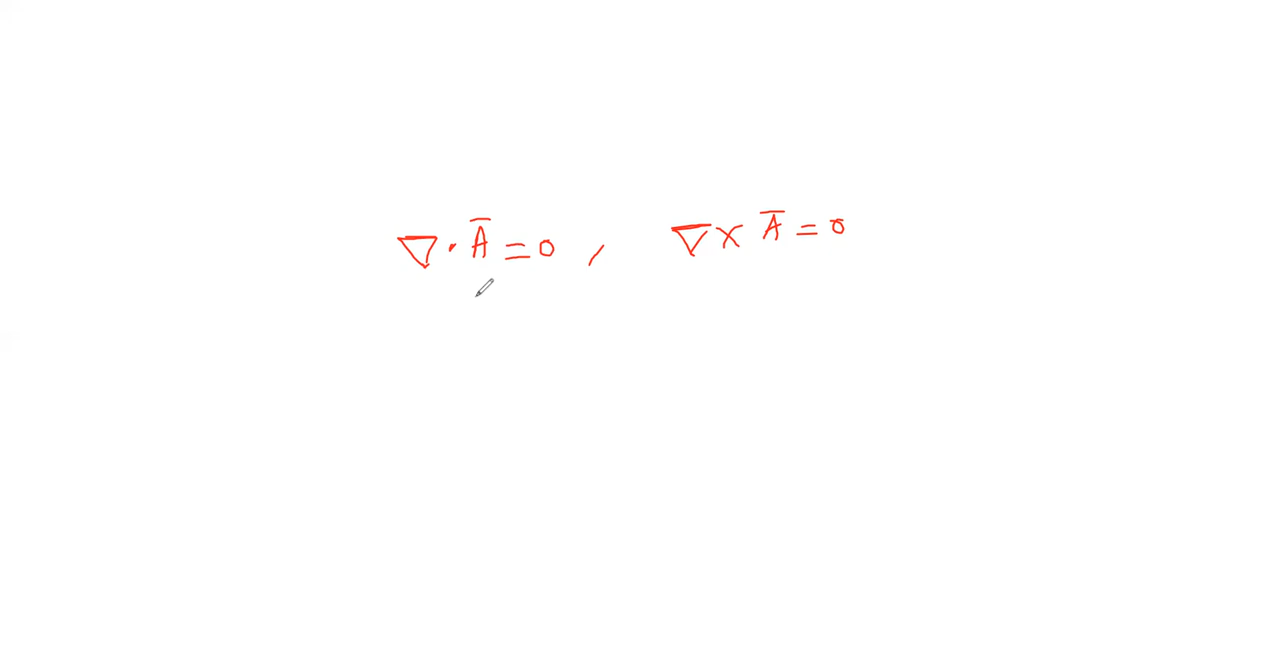 ∇ · A̅ = 0 , ∇ × A̅ = 0